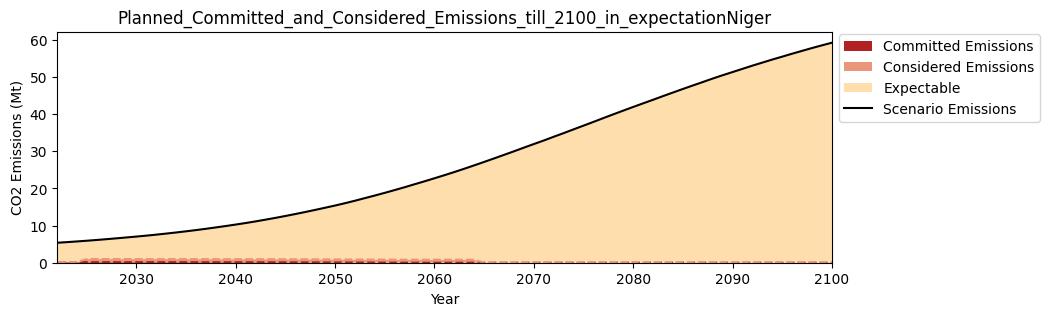 Planned_Committed_and_Considered_Emissions_till_2100_in_expectationNiger
60
50
40
30
20
10
0
CO2 Emissions (Mt)
2030
2040
2050
2060
2070
2080
2090
2100
Year
Committed Emissions
Considered Emissions
Expectable
Scenario Emissions